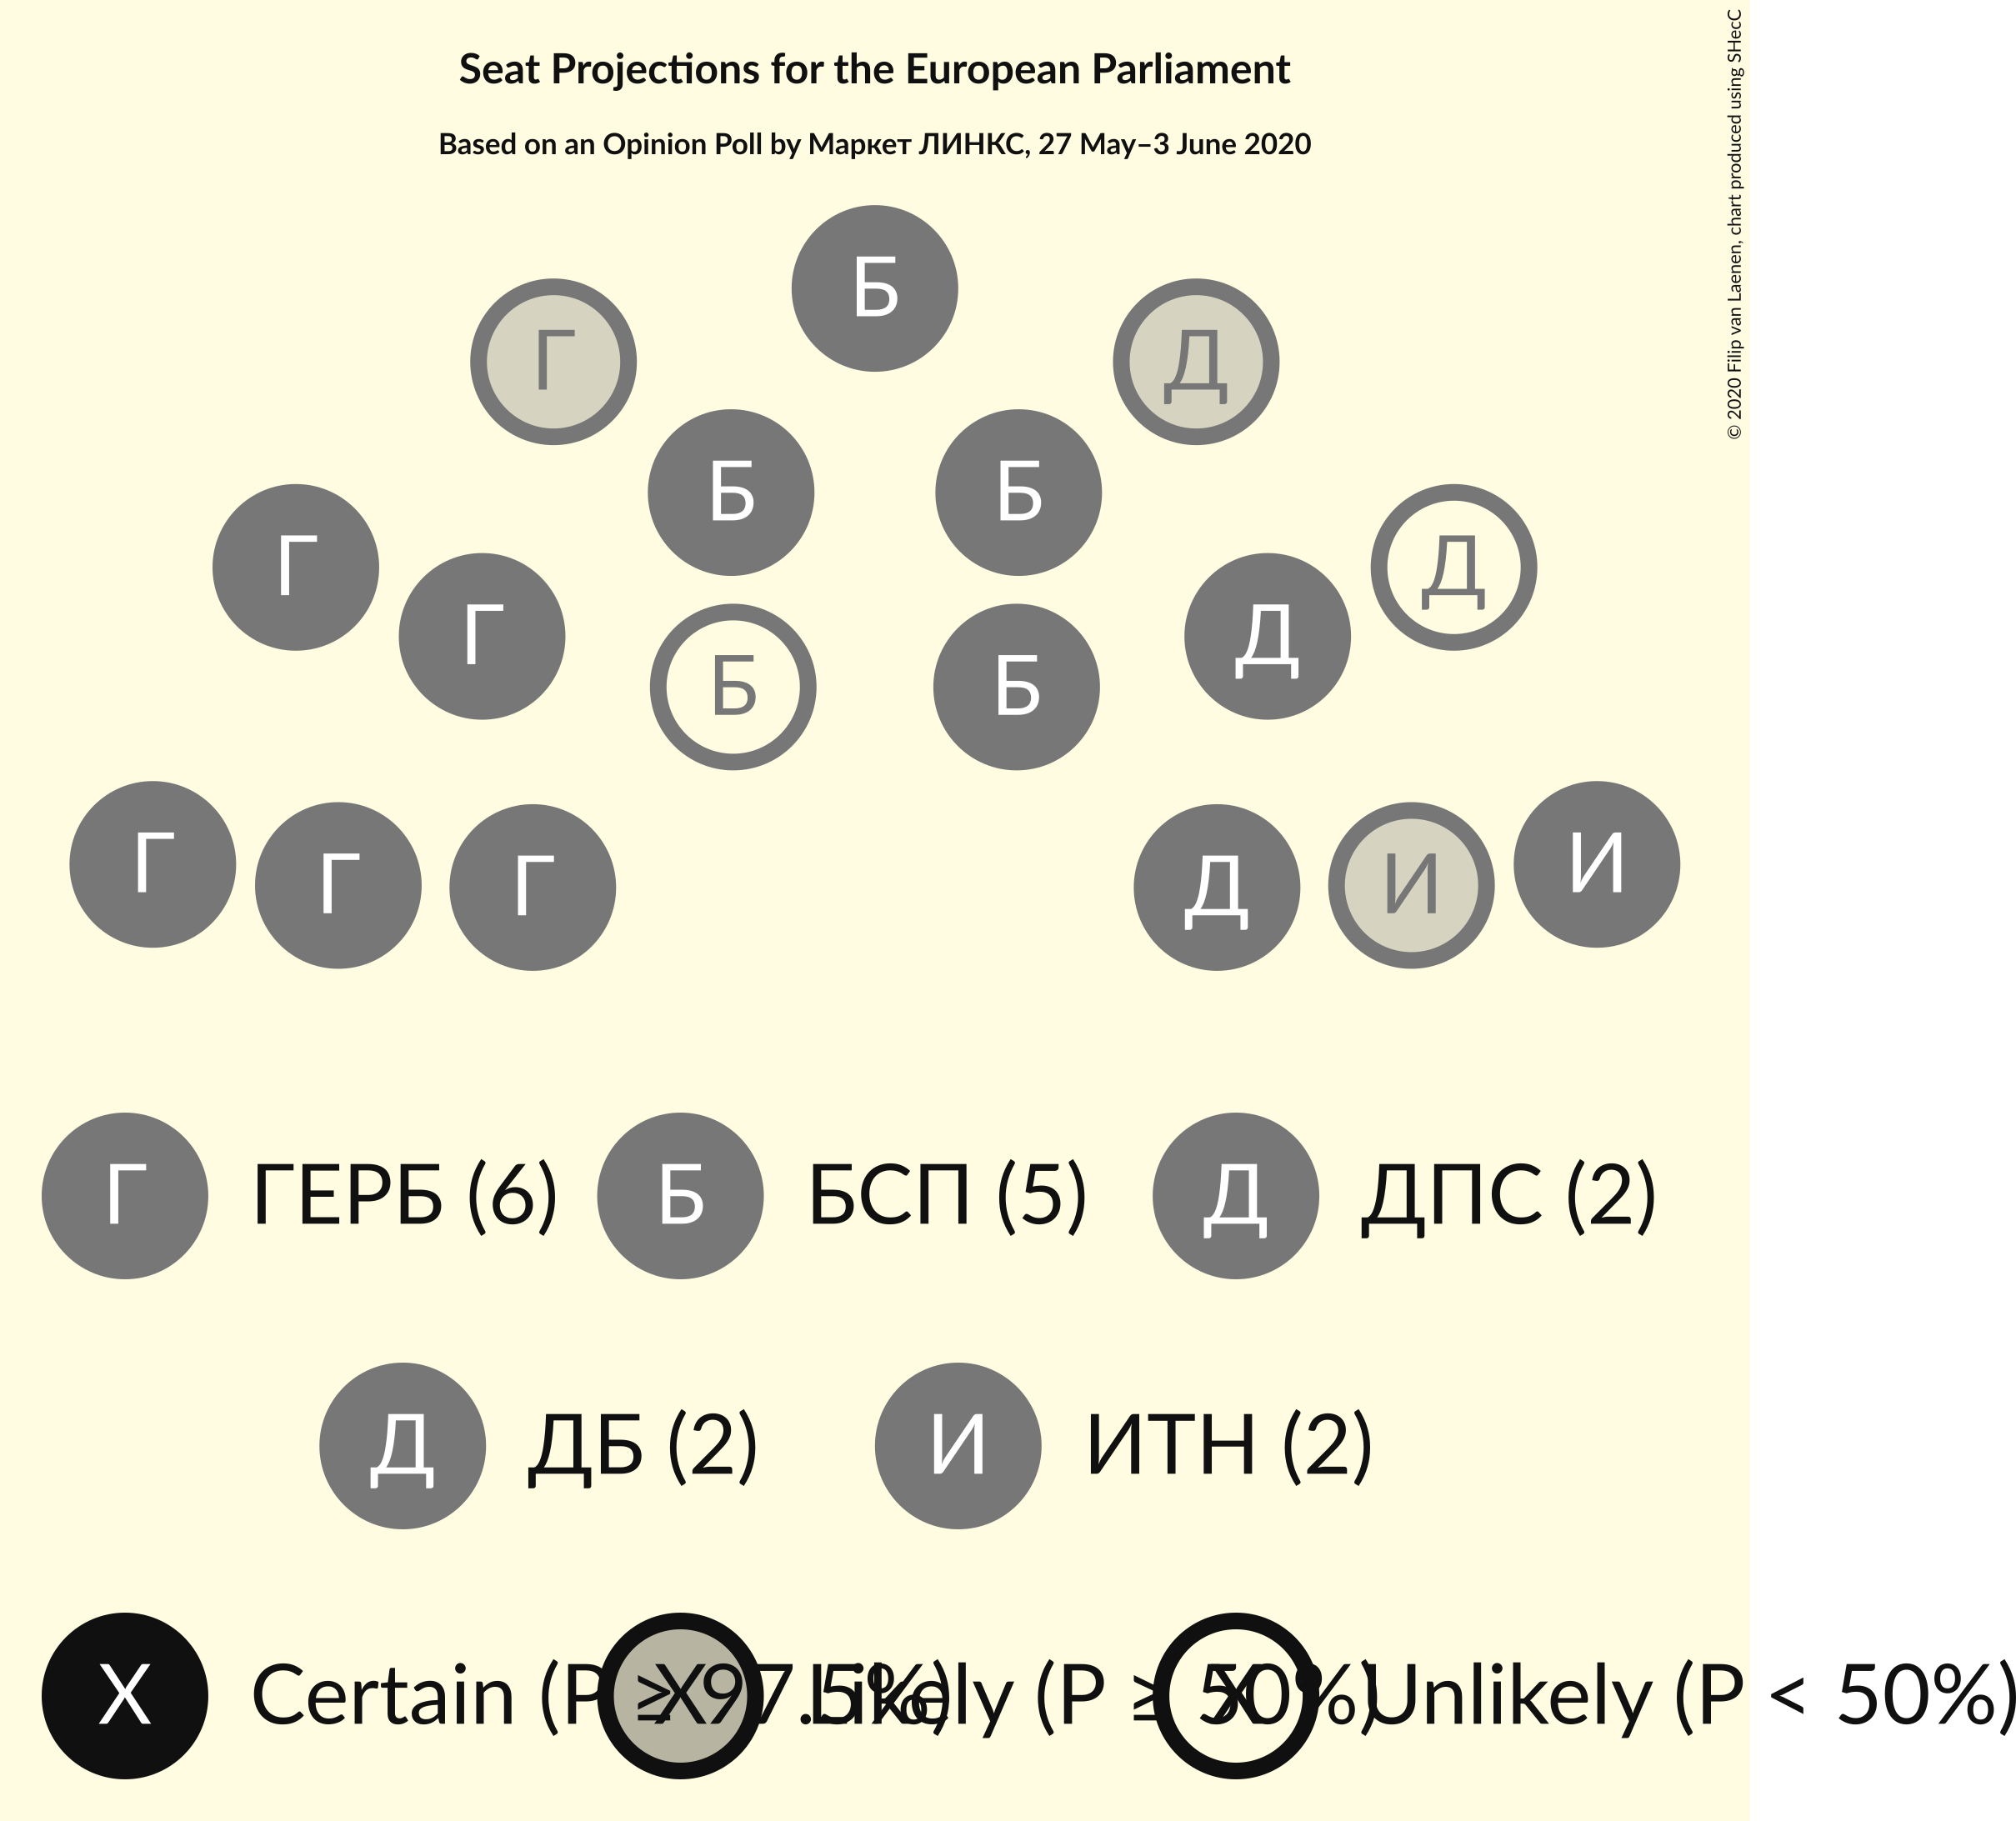 Seat Projections for the European Parliament
Based on an Opinion Poll by Маркет ЛИНКС, 27 May–3 June 2020
© 2020 Filip van Laenen, chart produced using SHecC
Б
Г Д
Б Б
Г Д
Г Д
Б Б
Г И
Г И
Г Д
Г ГЕРБ (6) Б БСП (5) Д ДПС (2)
Д ДБ (2) И ИТН (2)
X Certain (P ≥ 97.5%) X Likely (P ≥ 50%) X Unlikely (P < 50%)